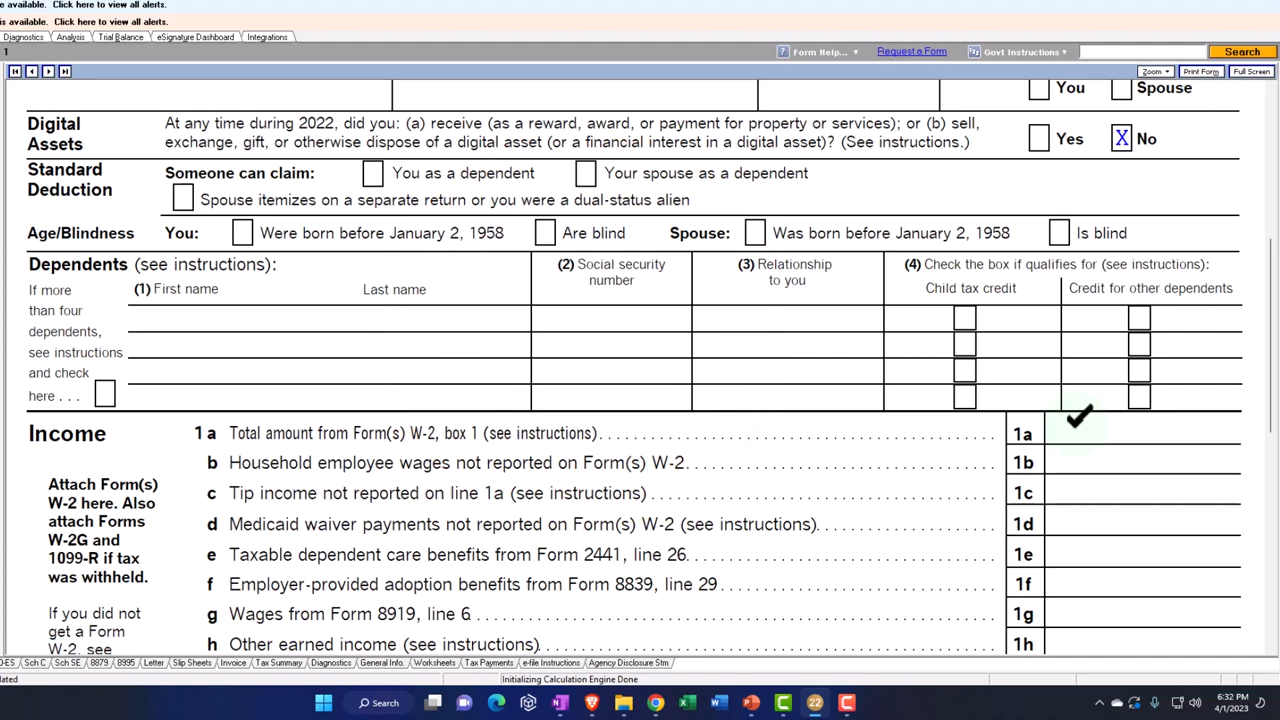 e available. Click here to view all alerts.
is available. Click here to view all alerts.
Diagnostics Analysis Trial Balance eSignature Dashboard Integrations
1 Form Help... Request a Form Govt Instructions Search
Zoom Print Form Full Screen
You Spouse
Digital Assets
At any time during 2022, did you: (a) receive (as a reward, award, or payment for property or services); or (b) sell,
exchange, gift, or otherwise dispose of a digital asset (or a financial interest in a digital asset)? (See instructions.)
Yes X No
Standard Deduction
Someone can claim: You as a dependent Your spouse as a dependent
Spouse itemizes on a separate return or you were a dual-status alien
Age/Blindness You: Were born before January 2, 1958 Are blind Spouse: Was born before January 2, 1958 Is blind
Dependents (see instructions):
(2) Social security number
(3) Relationship to you
(4) Check the box if qualifies for (see instructions):
(1) First name Last name Child tax credit Credit for other dependents
If more
than four
dependents,
see instructions
and check
here . . .
Income
1 a Total amount from Form(s) W-2, box 1 (see instructions) 1a
b Household employee wages not reported on Form(s) W-2 1b
c Tip income not reported on line 1a (see instructions) 1c
d Medicaid waiver payments not reported on Form(s) W-2 (see instructions) 1d
e Taxable dependent care benefits from Form 2441, line 26 1e
f Employer-provided adoption benefits from Form 8839, line 29 1f
g Wages from Form 8919, line 6 1g
h Other earned income (see instructions) 1h
Attach Form(s)
W-2 here. Also
attach Forms
W-2G and
1099-R if tax
was withheld.
If you did not
get a Form
W-2, see
0-ES Sch C Sch SE 8879 8995 Letter Slip Sheets Invoice Tax Summary Diagnostics General Info. Worksheets Tax Payments e-file Instructions Agency Disclosure Stm
lated Initializing Calculation Engine Done
Search
22
6:32 PM
4/1/2023